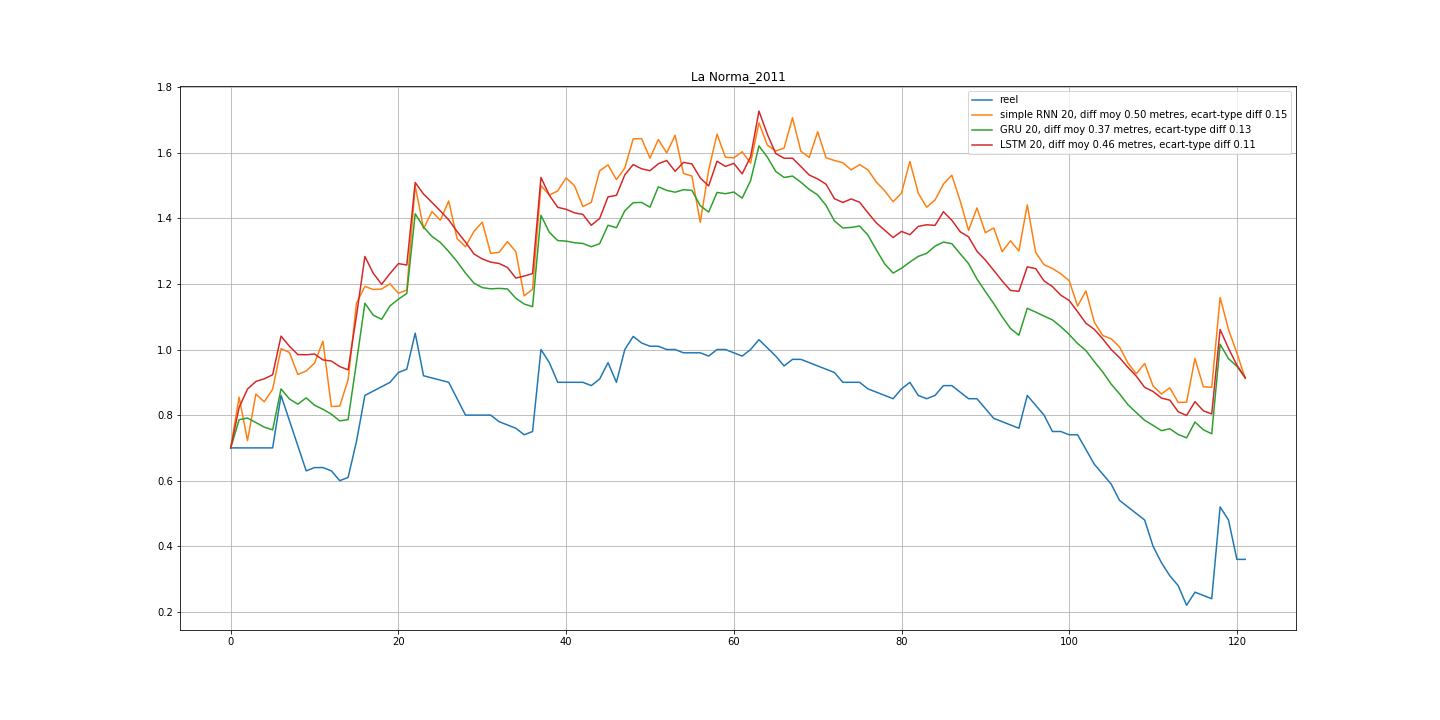 La Norma_2011
reel
simple RNN 20, diff moy 0.50 metres, ecart-type diff 0.15
GRU 20, diff moy 0.37 metres, ecart-type diff 0.13
LSTM 20, diff moy 0.46 metres, ecart-type diff 0.11
1.8
1.6
1.4
1.2
1.0
0.8
0.6
0.4
0.2
0 20 40 60 80 100 120